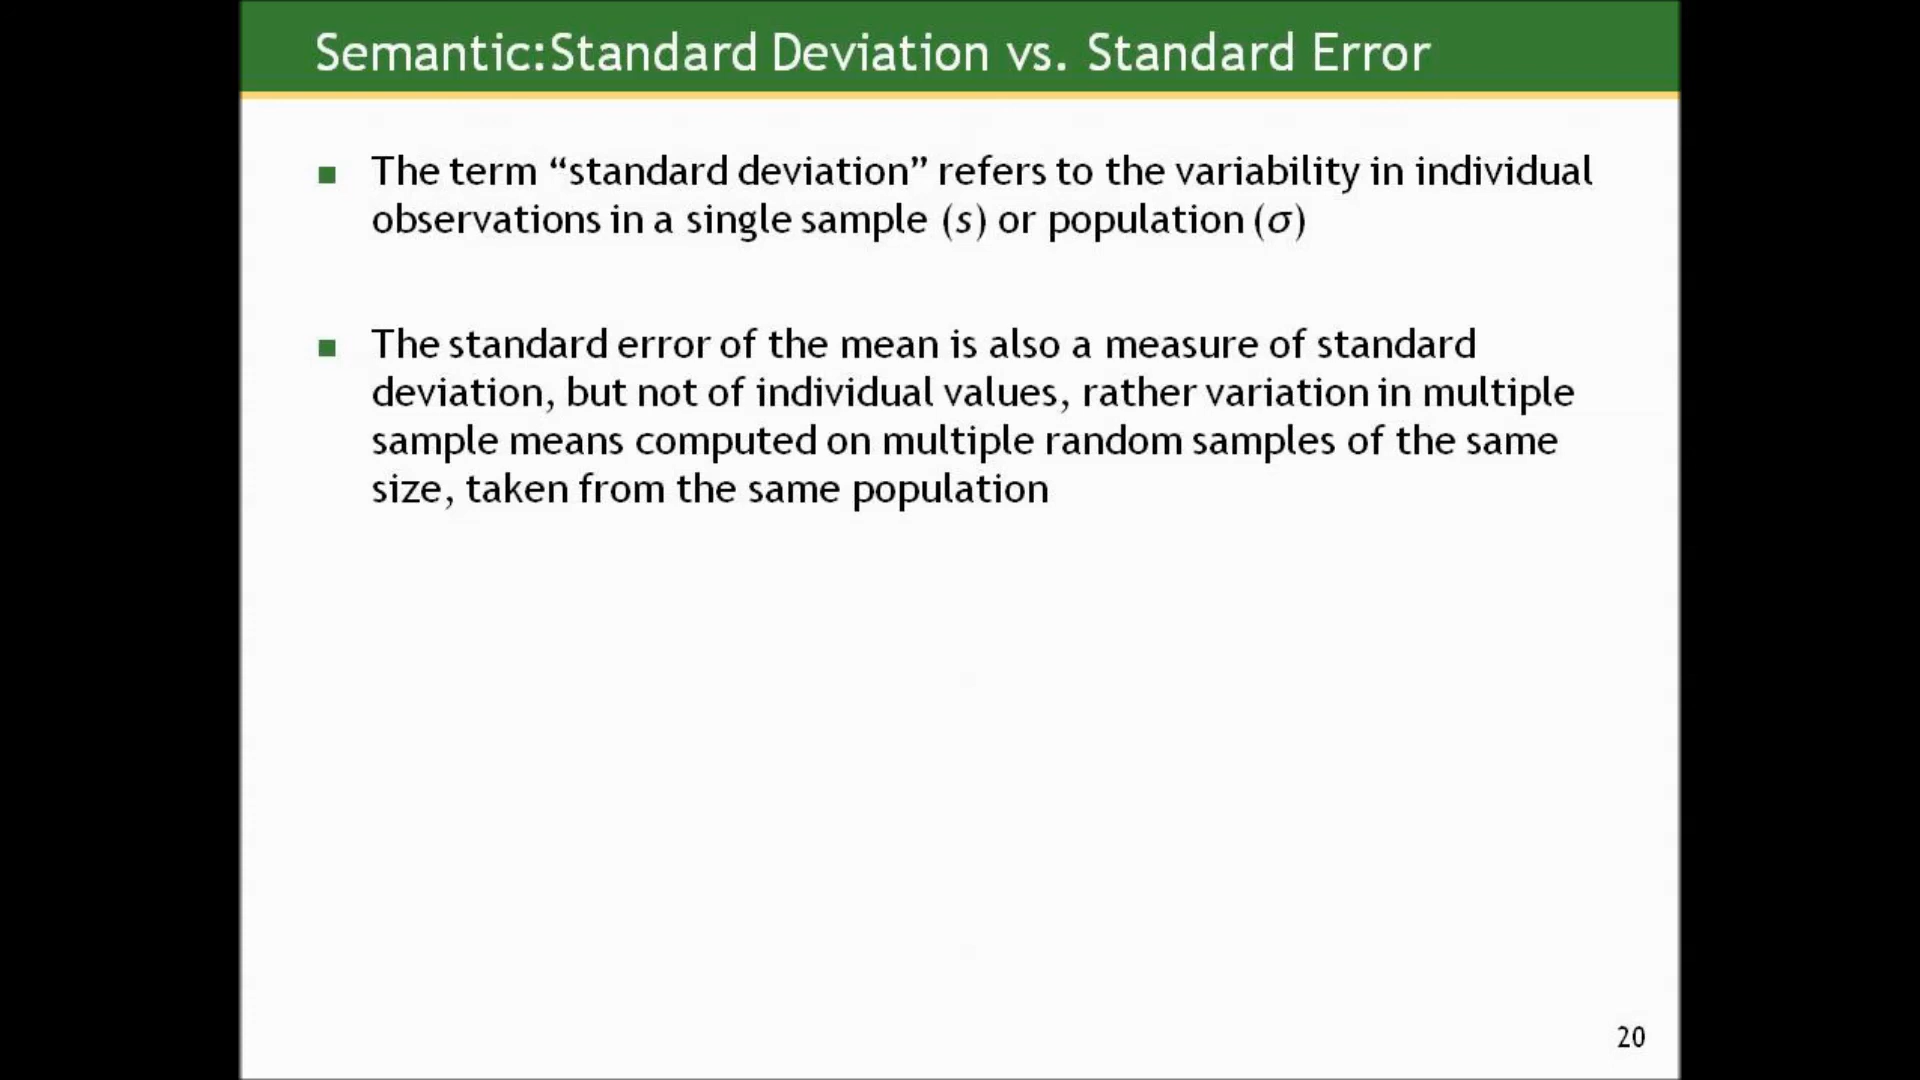 Semantic:Standard Deviation vs. Standard Error
▪ The term “standard deviation” refers to the variability in individual
observations in a single sample (s) or population (σ)
▪ The standard error of the mean is also a measure of standard
deviation, but not of individual values, rather variation in multiple
sample means computed on multiple random samples of the same
size, taken from the same population
20